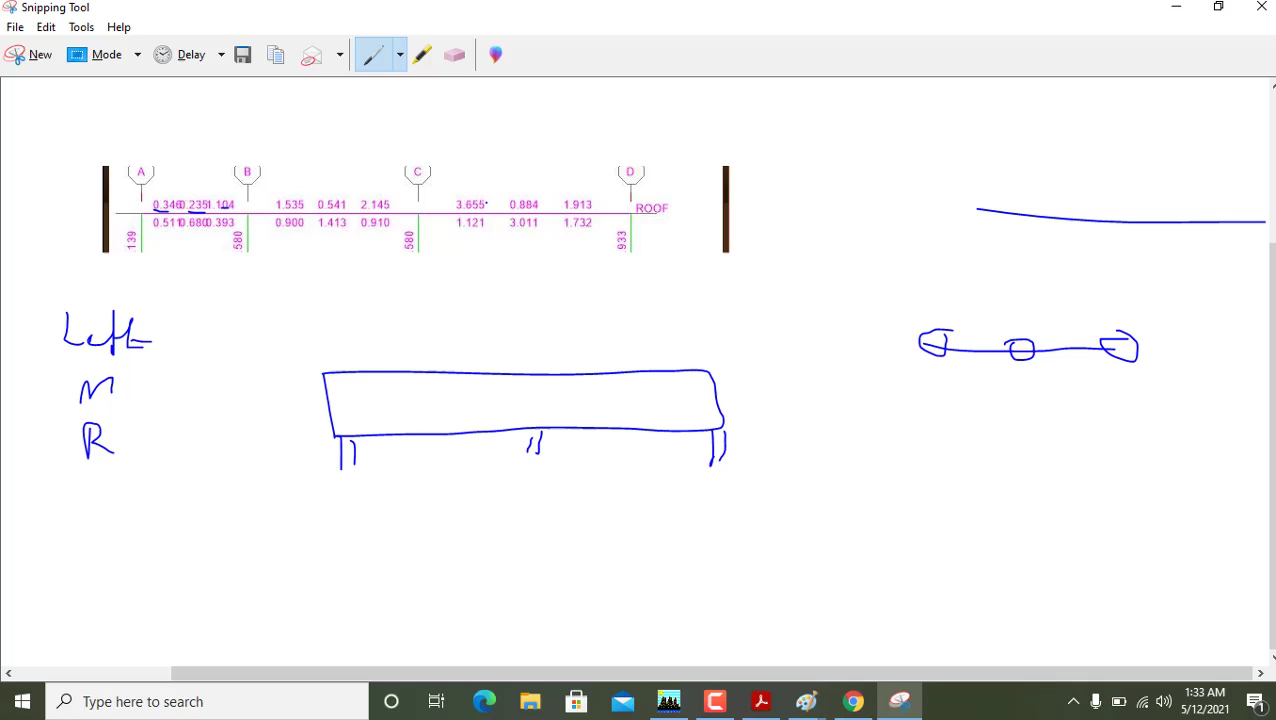 Snipping Tool
File Edit Tools Help
New Mode Delay
A B C D
0.346 0.235 1.104 1.535 0.541 2.145 3.655 0.884 1.913
ROOF
0.511 0.680 0.393 0.900 1.413 0.910 1.121 3.011 1.732
.139 .580 .580 .933
Left
M
R
Type here to search
1:33 AM
5/12/2021
1